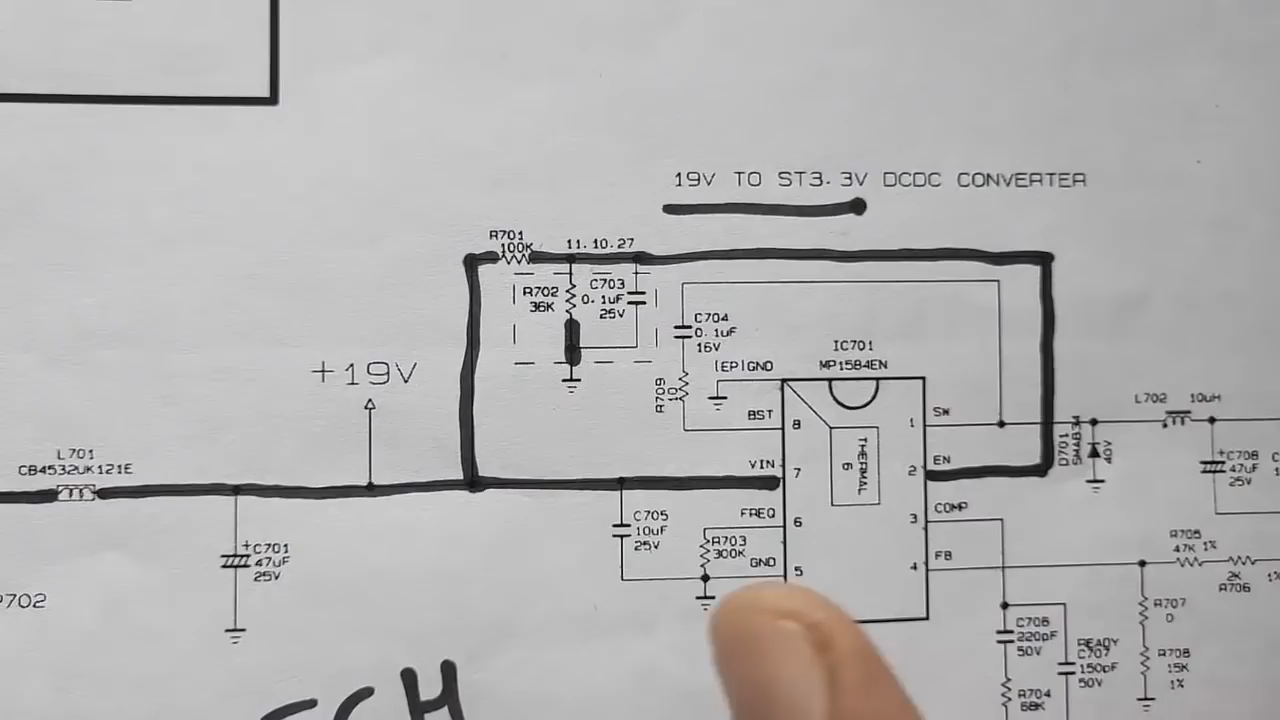 19V TO ST3.3V DCDC CONVERTER
R701
100K
11.10.27
R702
36K
C703
0.1uF
25V
C704
0.1uF
16V
R709
10
+19V
(EP)GND
IC701
MP1584EN
BST
8
VIN
7
FREQ
6
GND
5
THERMAL
6
1
SW
2
EN
3
COMP
4
FB
L701
CB4532UK121E
C701
47uF
25V
C705
10uF
25V
R703
300K
D701
SMAB34
40V
L702
10uH
C708
47uF
25V
R705
47K 1%
2K
R706
1%
R707
0
R708
15K
1%
C706
220pF
50V
READY
C707
150pF
50V
R704
68K
P702